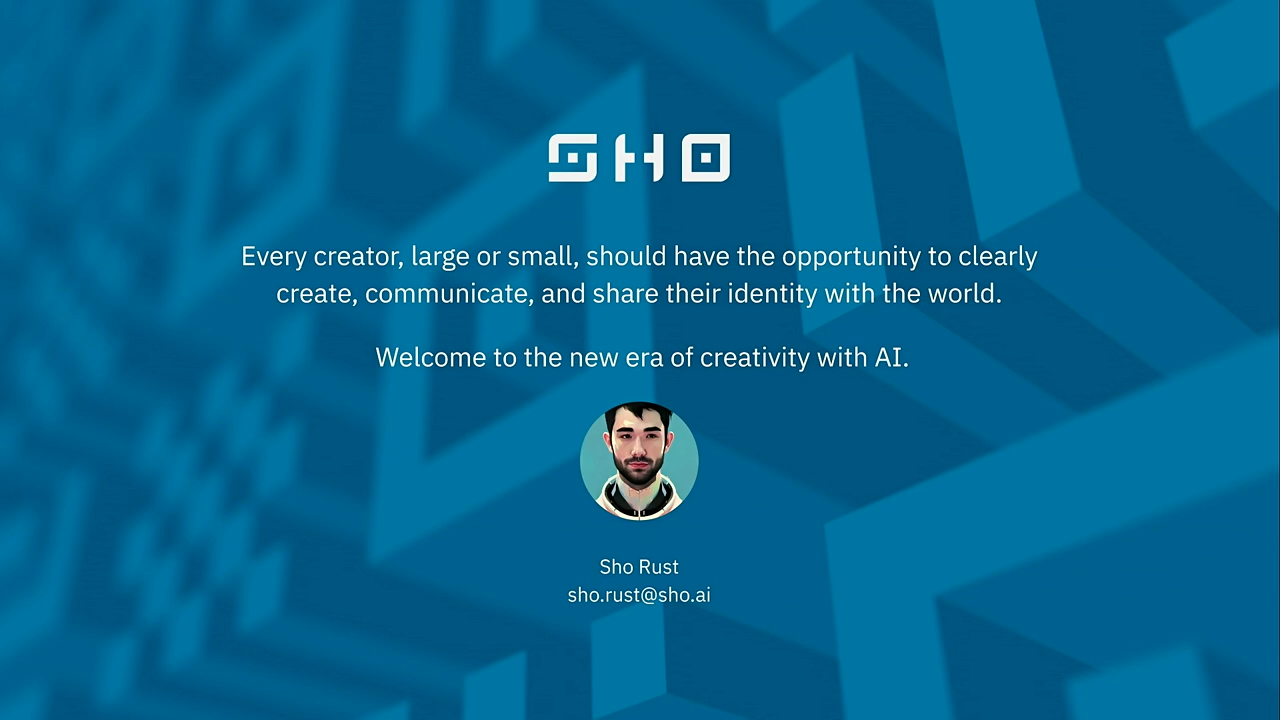 SHO
Every creator, large or small, should have the opportunity to clearly
create, communicate, and share their identity with the world.
Welcome to the new era of creativity with AI.
Sho Rust
sho.rust@sho.ai